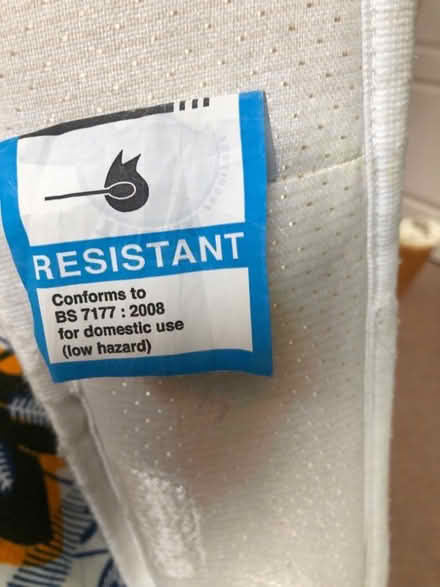 RESISTANT
Conforms to
BS 7177 : 2008
for domestic use
(low hazard)